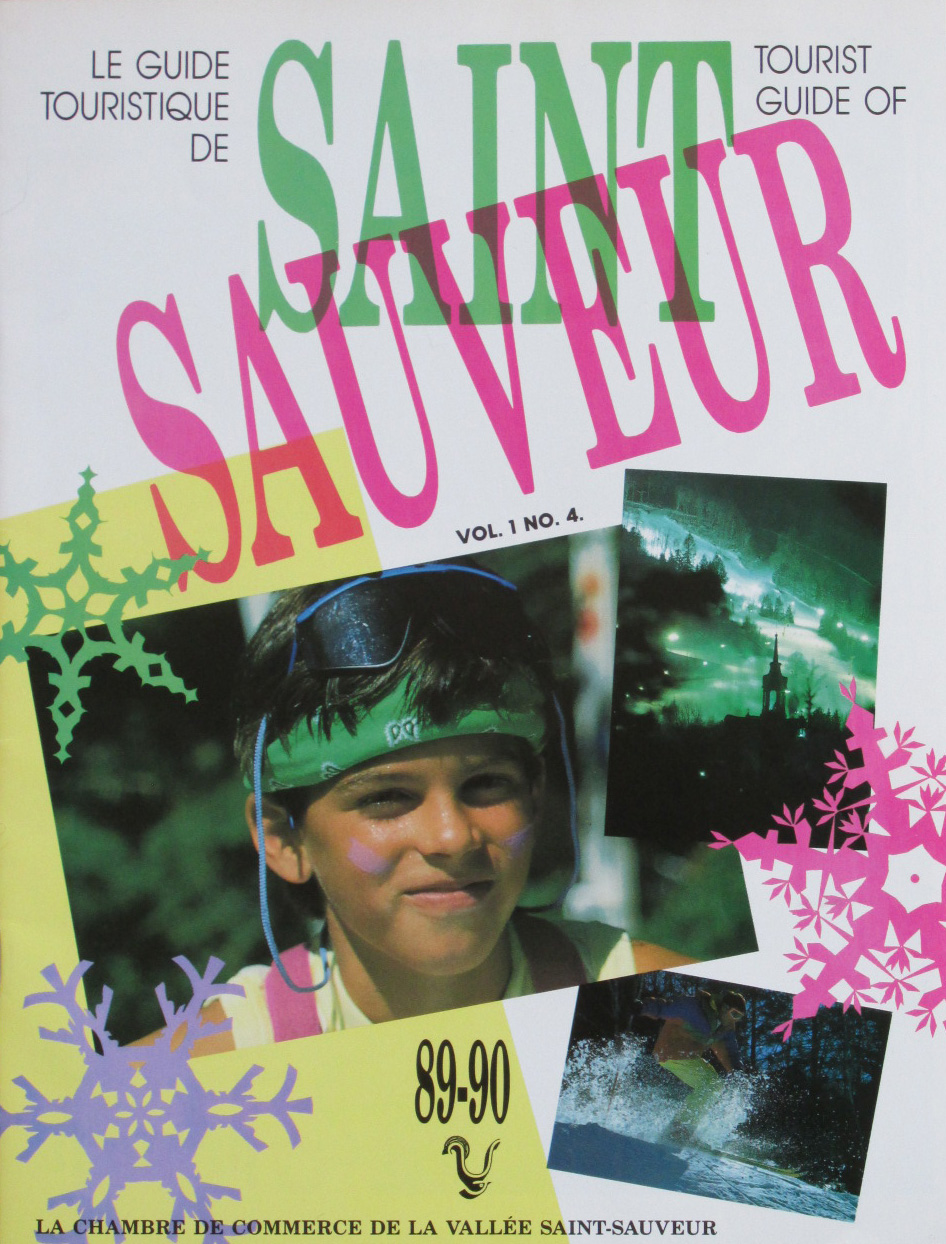 LE GUIDE
TOURISTIQUE
DE
SAINT
TOURIST
GUIDE OF
SAUVEUR
VOL. 1 NO. 4.
89-90
LA CHAMBRE DE COMMERCE DE LA VALLÉE SAINT-SAUVEUR